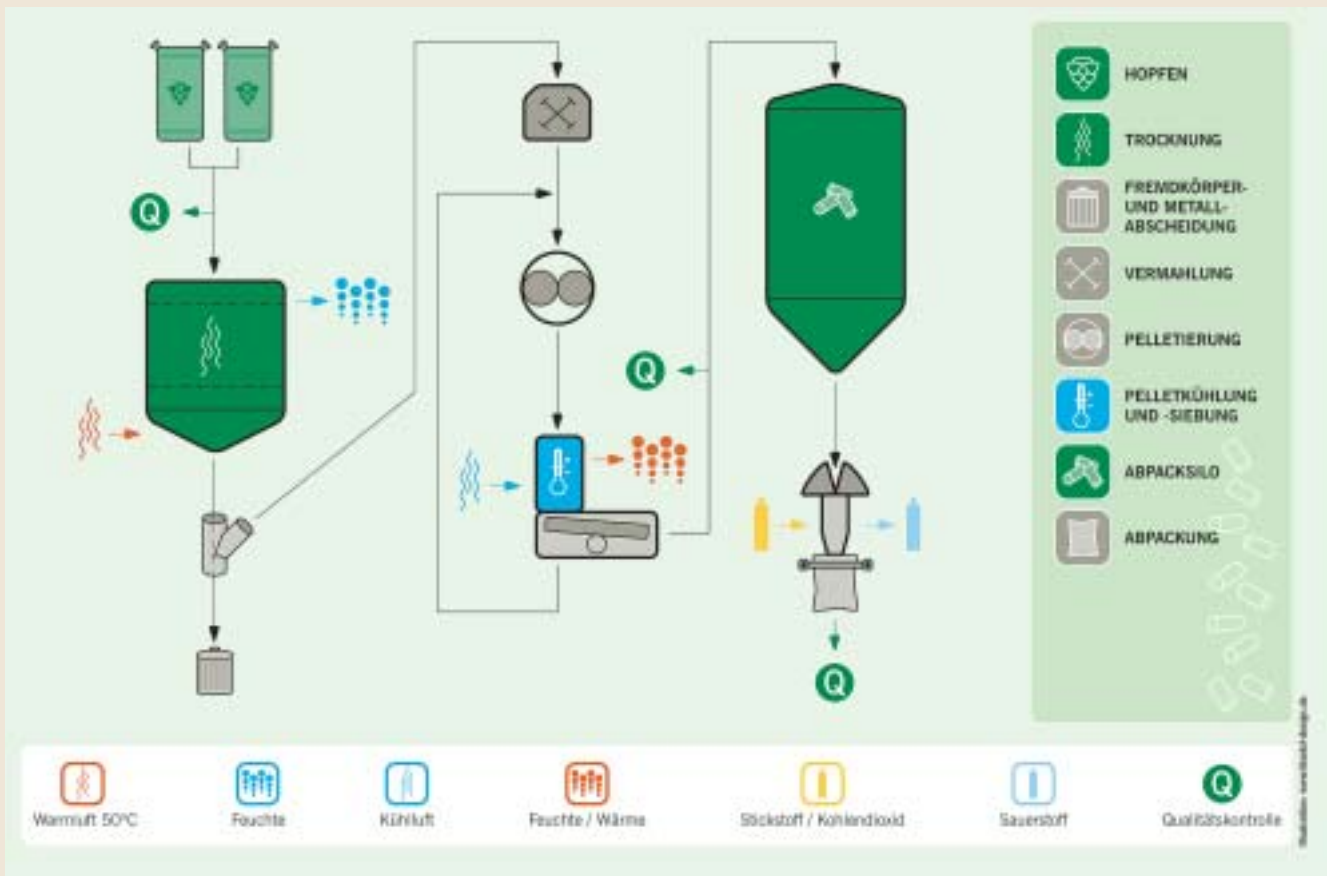 Q
Q
Q
HOPFEN
TROCKNUNG
FREMDKÖRPER-
UND METALL-
ABSCHEIDUNG
VERMAHLUNG
PELLETIERUNG
PELLETKÜHLUNG
UND -SIEBUNG
ABPACKSILO
ABPACKUNG
Warmluft 50°C
Feuchte
Kühlluft
Feuchte / Wärme
Stickstoff / Kohlendioxid
Sauerstoff
Q
Qualitätskontrolle